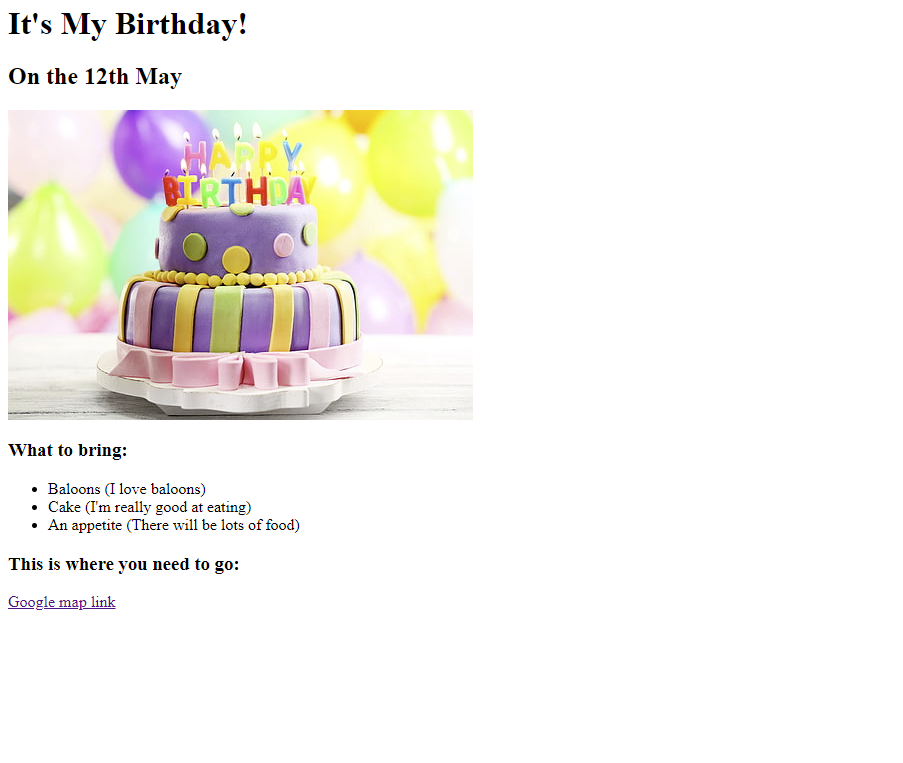 It's My Birthday!
On the 12th May
HAPPY
BIRTHDAY
What to bring:
Baloons (I love baloons)
Cake (I'm really good at eating)
An appetite (There will be lots of food)
This is where you need to go:
Google map link